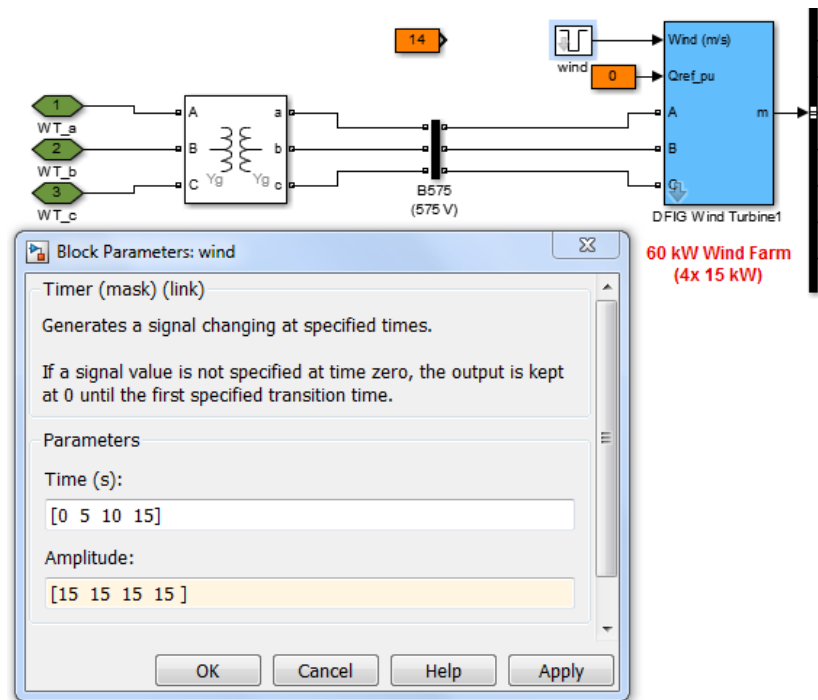 14
wind
Wind (m/s)
0
Qref_pu
1
WT_a
2
WT_b
3
WT_c
A
B
C
a
b
c
Yg
Yg
B575
(575 V)
A
B
C
m
DFIG Wind Turbine1
60 kW Wind Farm
(4x 15 kW)
Block Parameters: wind
Timer (mask) (link)
Generates a signal changing at specified times.
If a signal value is not specified at time zero, the output is kept
at 0 until the first specified transition time.
Parameters
Time (s):
[0 5 10 15]
Amplitude:
[15 15 15 15 ]
OK
Cancel
Help
Apply